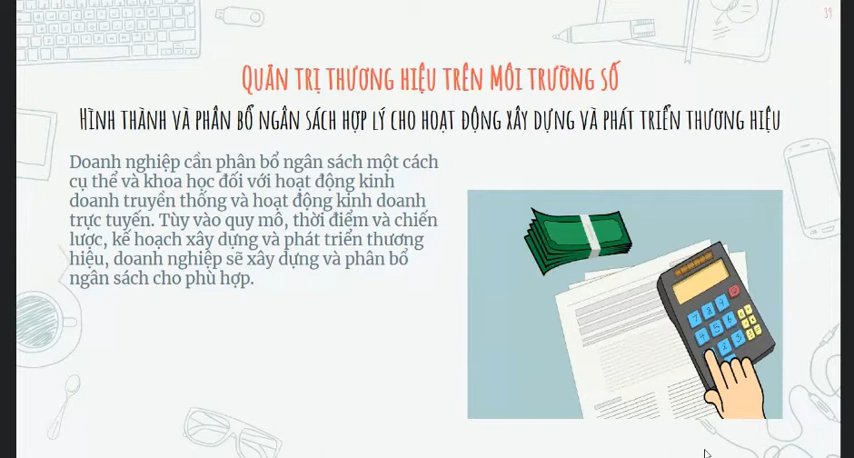 39
Quản trị thương hiệu trên Môi trường số
Hình thành và phân bổ ngân sách hợp lý cho hoạt động xây dựng và phát triển thương hiệu
Doanh nghiệp cần phân bổ ngân sách một cách
cụ thể và khoa học đối với hoạt động kinh
doanh truyền thống và hoạt động kinh doanh
trực tuyến. Tùy vào quy mô, thời điểm và chiến
lược, kế hoạch xây dựng và phát triển thương
hiệu, doanh nghiệp sẽ xây dựng và phân bổ
ngân sách cho phù hợp.